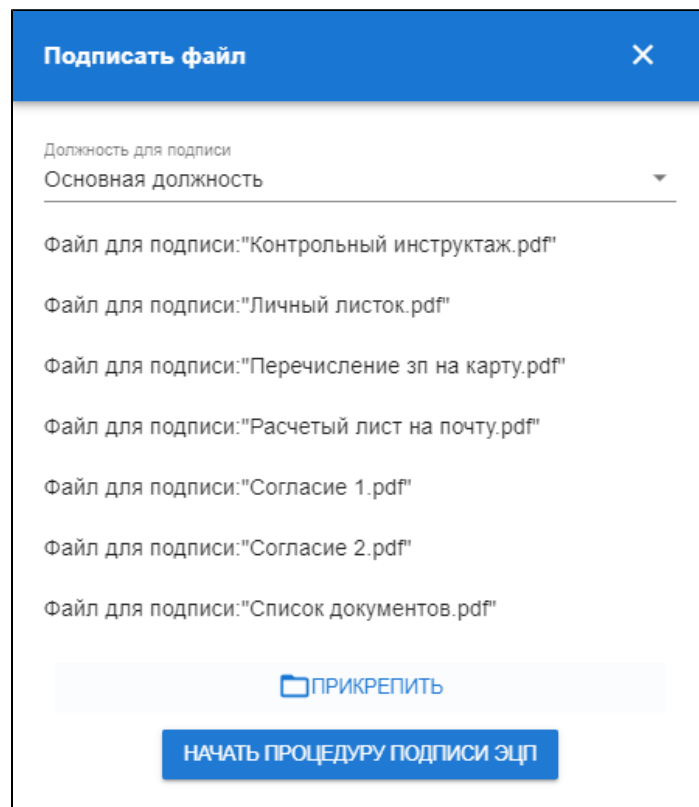 Подписать файл
Должность для подписи
Основная должность
Файл для подписи:"Контрольный инструктаж.pdf"
Файл для подписи:"Личный листок.pdf"
Файл для подписи:"Перечисление зп на карту.pdf"
Файл для подписи:"Расчетый лист на почту.pdf"
Файл для подписи:"Согласие 1.pdf"
Файл для подписи:"Согласие 2.pdf"
Файл для подписи:"Список документов.pdf"
ПРИКРЕПИТЬ
НАЧАТЬ ПРОЦЕДУРУ ПОДПИСИ ЭЦП